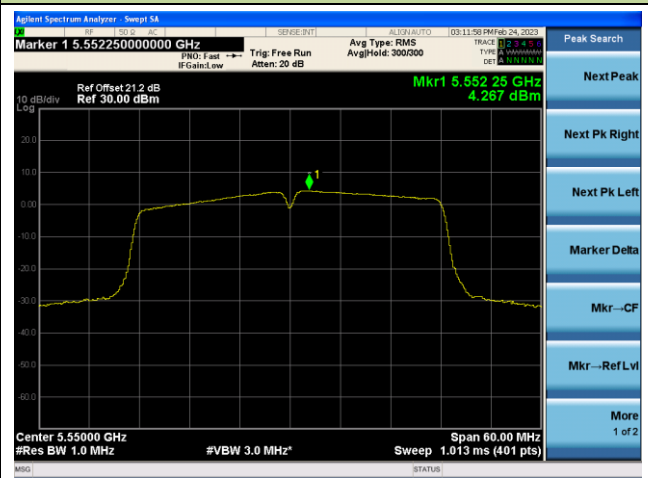 Agilent Spectrum Analyzer - Swept SA
RF 50 Ω AC SENSE:INT ALIGNAUTO 03:11:58 PM Feb 24, 2023
Marker 1 5.552250000000 GHz
PNO: Fast
IFGain:Low
Trig: Free Run
Atten: 20 dB
Avg Type: RMS
Avg|Hold: 300/300
TRACE 1 2 3 4 5 6
TYPE A WWWWW
DET A N N N N N
Peak Search
Mkr1 5.552 25 GHz
4.267 dBm
Ref Offset 21.2 dB
10 dB/div Ref 30.00 dBm
Log
20.0
10.0
0.00
-10.0
-20.0
-30.0
-40.0
-50.0
-60.0
1
Next Peak
Next Pk Right
Next Pk Left
Marker Delta
Mkr→CF
Mkr→RefLvl
More
1 of 2
Center 5.55000 GHz Span 60.00 MHz
#Res BW 1.0 MHz #VBW 3.0 MHz* Sweep 1.013 ms (401 pts)
MSG STATUS